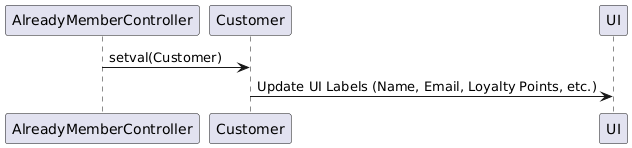 AlreadyMemberController Customer UI
setval(Customer)
Update UI Labels (Name, Email, Loyalty Points, etc.)
AlreadyMemberController Customer UI